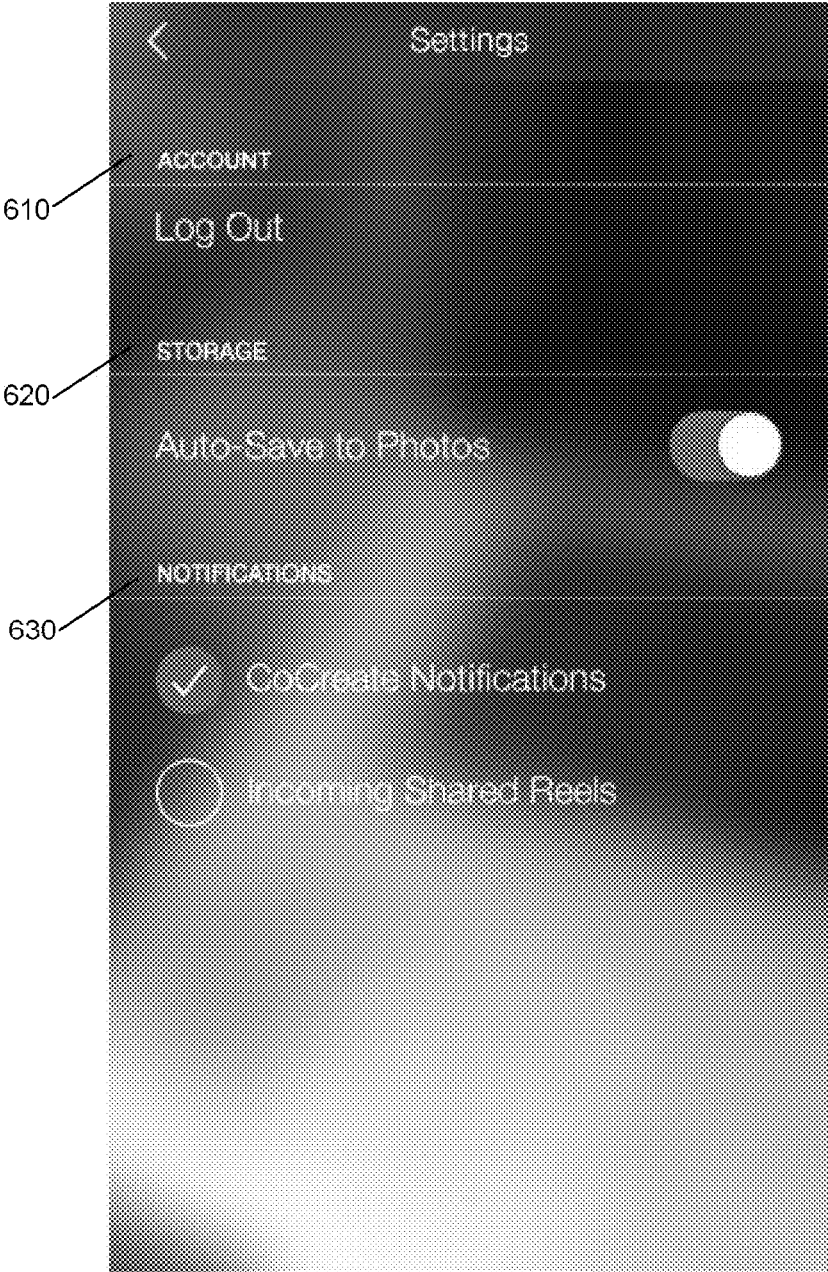 Settings
ACCOUNT
610
Log Out
STORAGE
620
Auto-Save to Photos
NOTIFICATIONS
630
CoCreate Notifications
Incoming Shared Reels